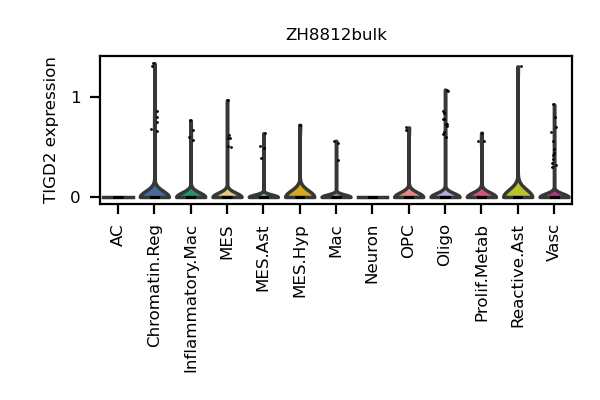 ZH8812bulk
TIGD2 expression
1
0
AC
Chromatin.Reg
Inflammatory.Mac
MES
MES.Ast
MES.Hyp
Mac
Neuron
OPC
Oligo
Prolif.Metab
Reactive.Ast
Vasc